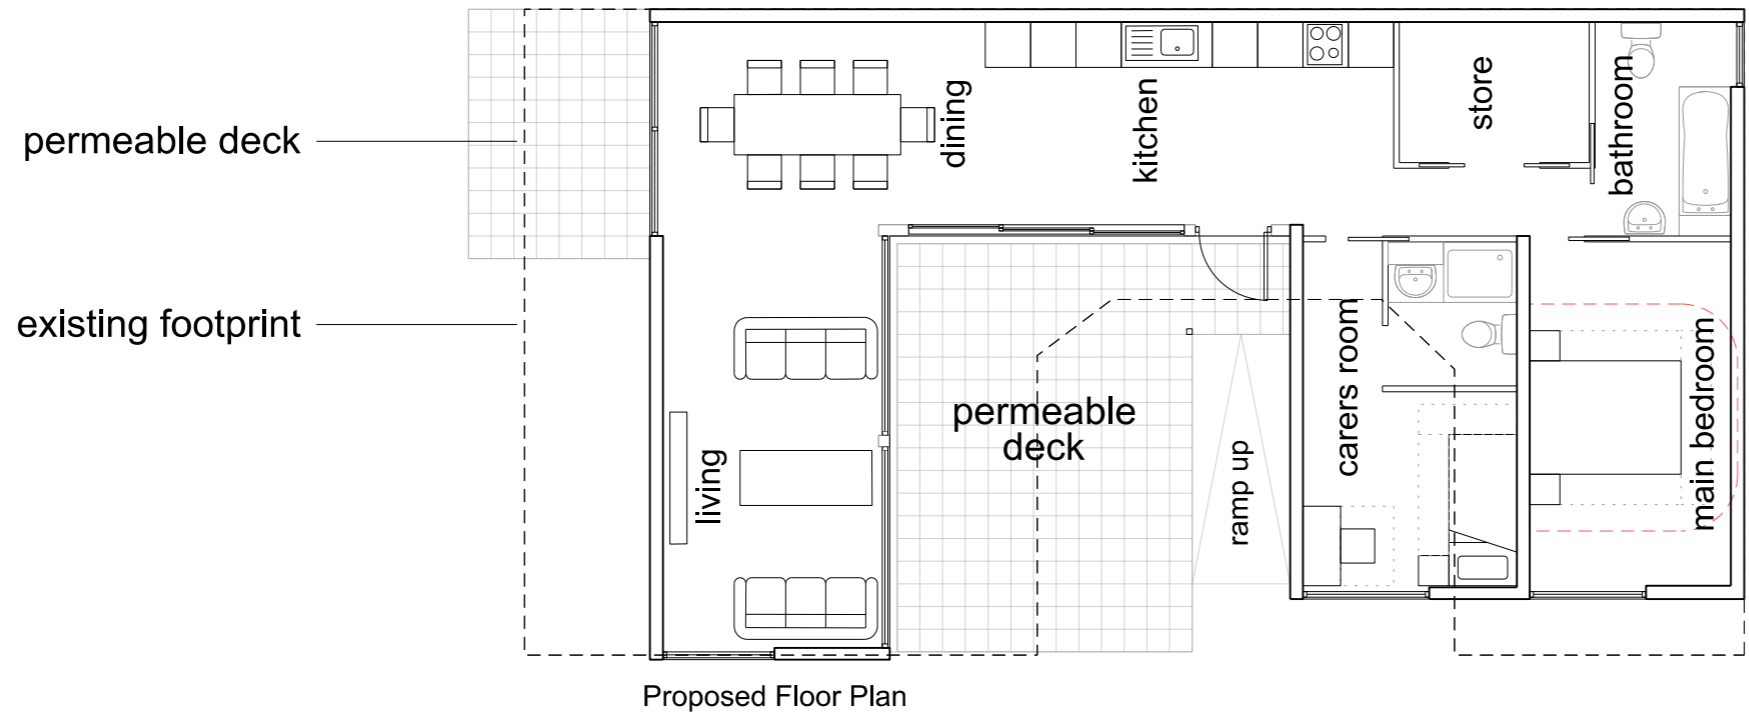 permeable deck
existing footprint
dining
kitchen
store
bathroom
living
permeable
deck
ramp up
carers room
main bedroom
Proposed Floor Plan